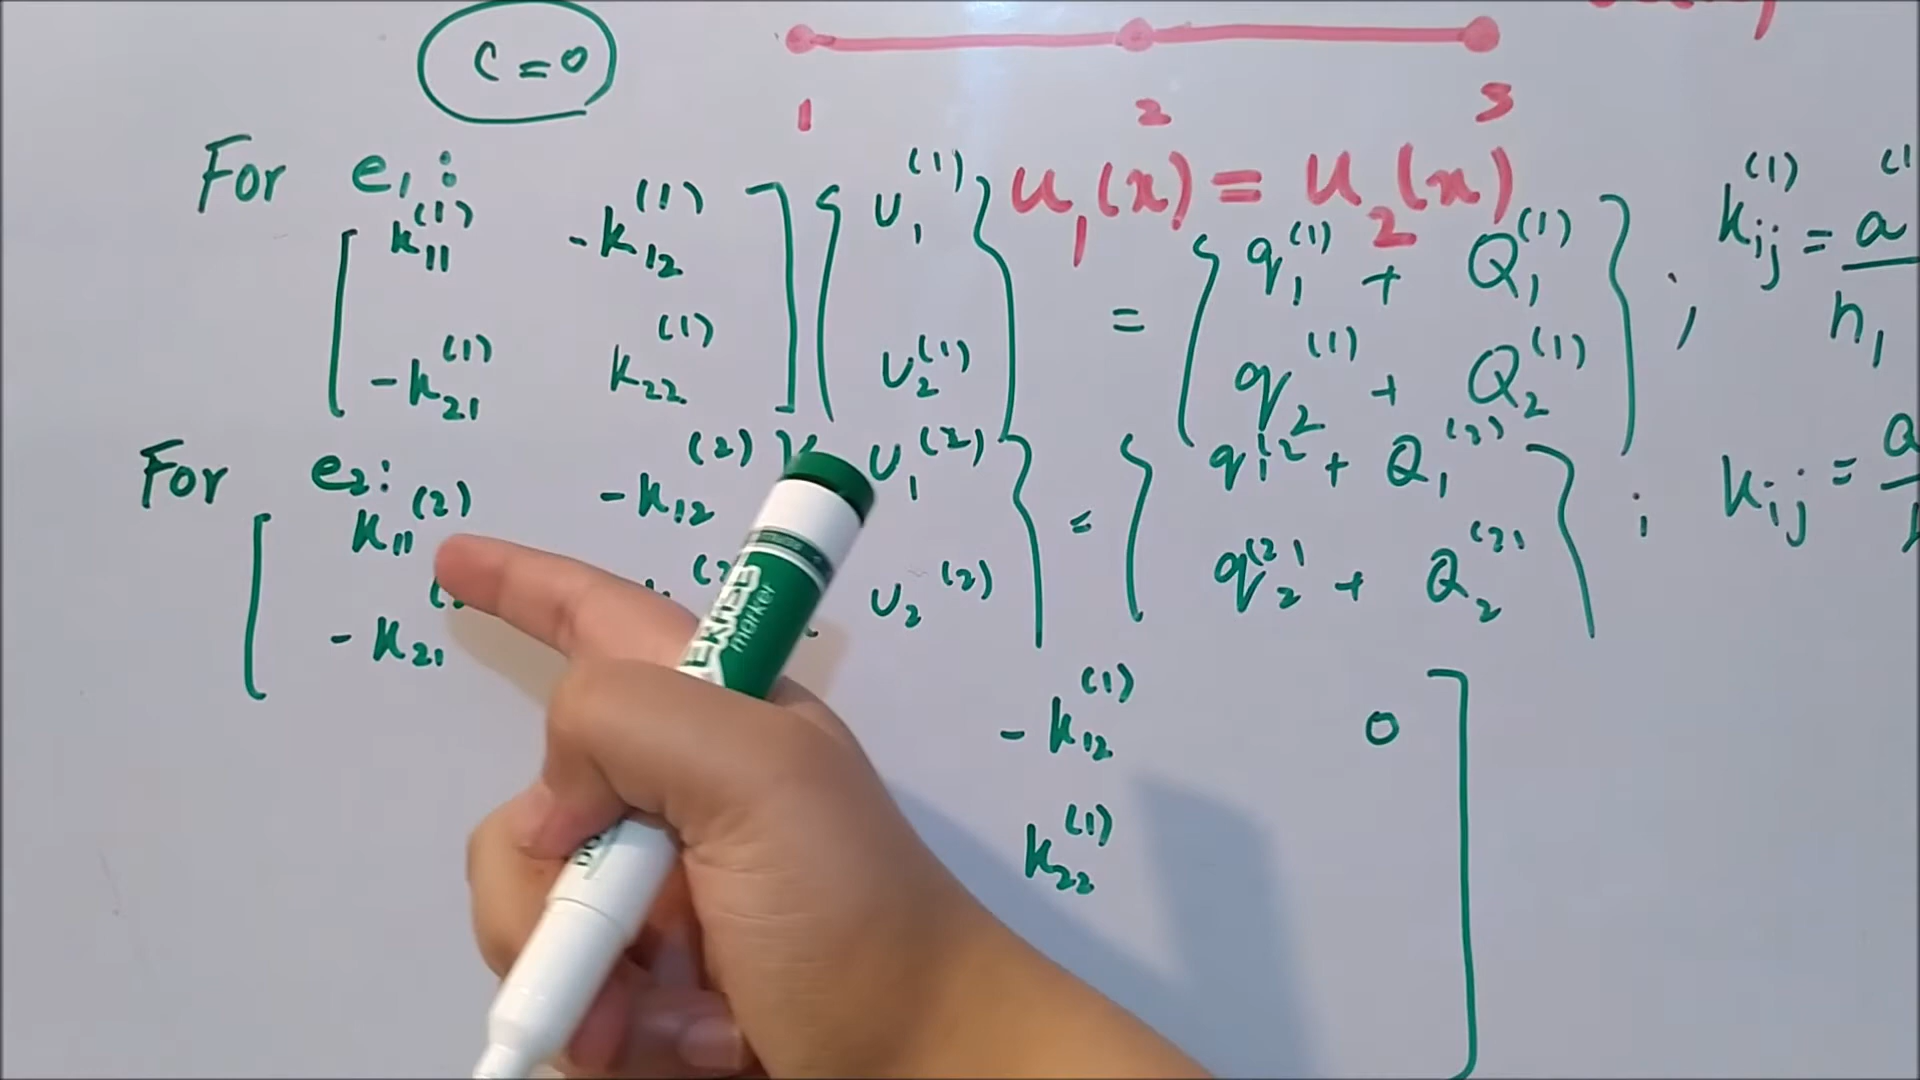 C = 0
1 2 3
For e₁:
u₁(x) = u₂(x)
[ k₁₁⁽¹⁾ -k₁₂⁽¹⁾ ] { U₁⁽¹⁾ } = { q₁⁽¹⁾ + Q₁⁽¹⁾ } ; kᵢⱼ⁽¹⁾ = a / h₁
[ -k₂₁⁽¹⁾ k₂₂⁽¹⁾ ] { U₂⁽¹⁾ } { q₂⁽¹⁾ + Q₂⁽¹⁾ }
For e₂:
[ k₁₁⁽²⁾ -k₁₂⁽²⁾ ] { U₁⁽²⁾ } = { q₁⁽²⁾ + Q₁⁽²⁾ } ; kᵢⱼ = a
[ -k₂₁ { U₂⁽²⁾ } { q₂⁽²⁾ + Q₂⁽²⁾ }
-k₁₂⁽¹⁾ 0 ]
k₂₂⁽¹⁾
marker